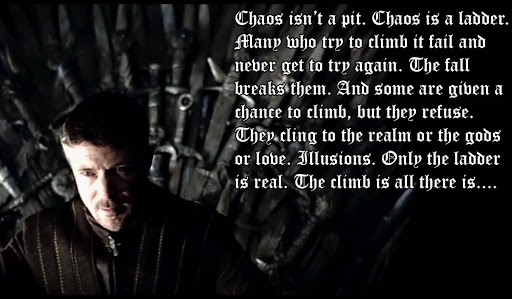 Chaos isn't a pit. Chaos is a ladder.
Many who try to climb it fail and
never get to try again. The fall
breaks them. And some are given a
chance to climb, but they refuse.
They cling to the realm or the gods
or love. Illusions. Only the ladder
is real. The climb is all there is....